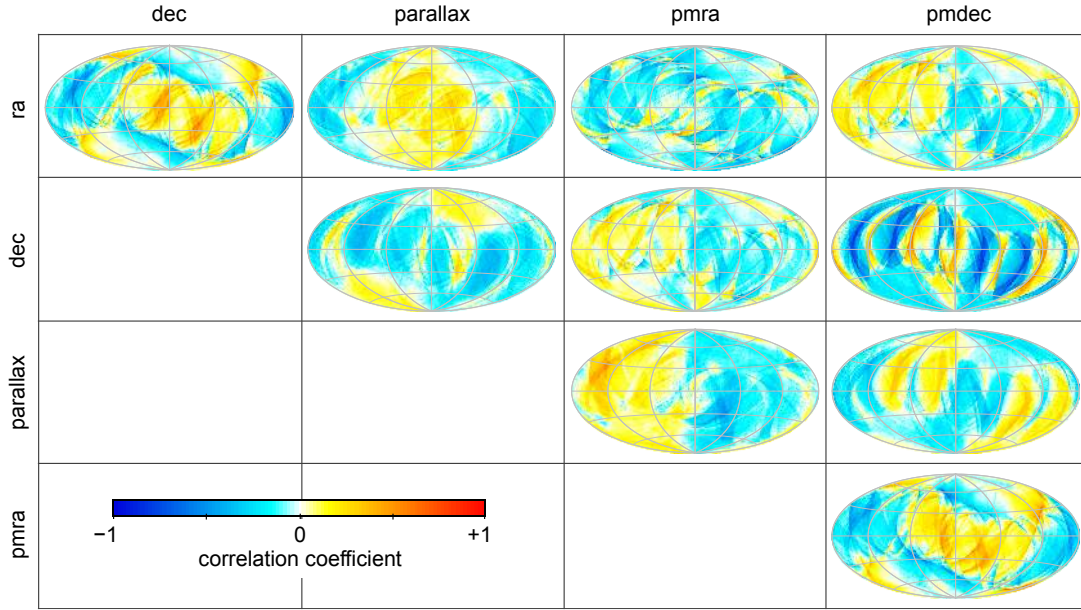 dec parallax pmra pmdec
ra
dec
parallax
pmra
−1 0 +1
correlation coefficient